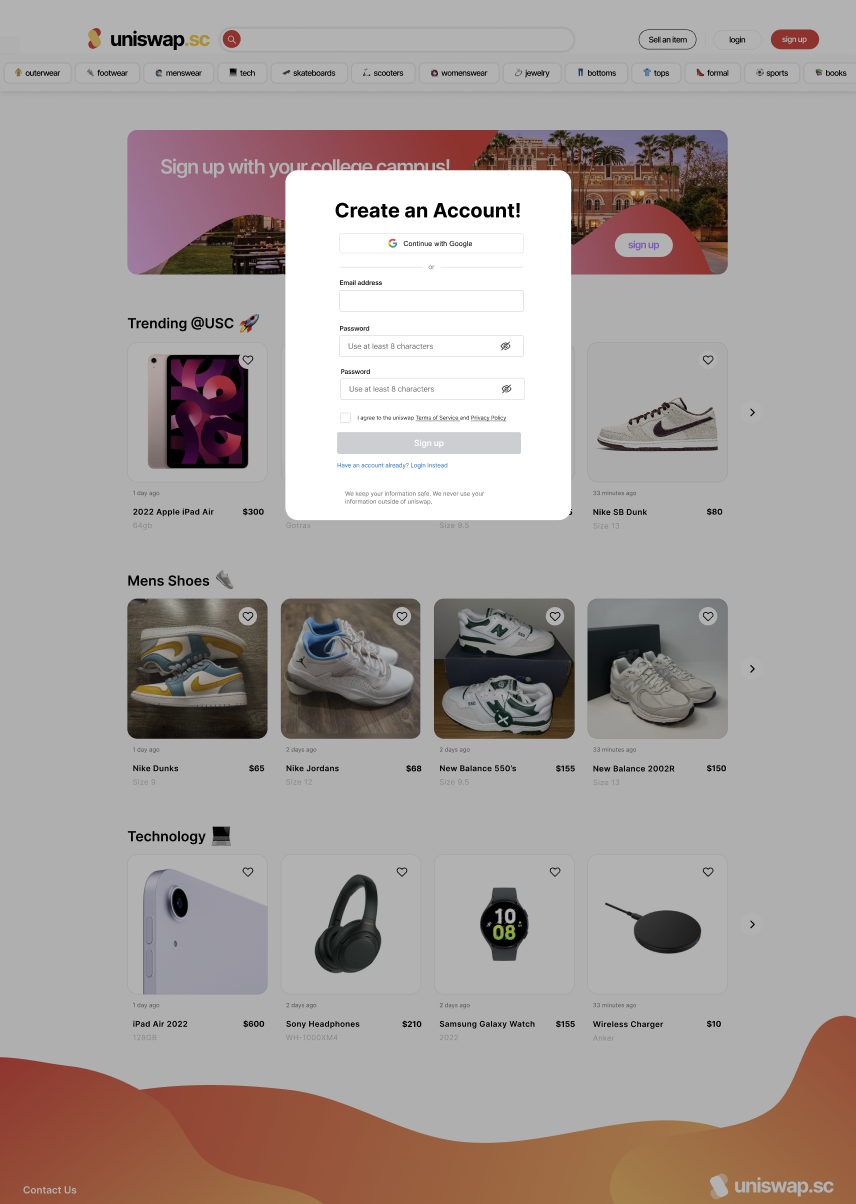 uniswap.sc
Sell an item
login
sign up
outerwear
footwear
menswear
tech
skateboards
scooters
womenswear
jewelry
bottoms
tops
formal
sports
books
Sign up with your college campus!
sign up
Create an Account!
Continue with Google
or
Email address
Password
Use at least 8 characters
Password
Use at least 8 characters
I agree to the uniswap Terms of Service and Privacy Policy
Sign up
Have an account already? Login instead
We keep your information safe. We never use your
information outside of uniswap.
Trending @USC
1 day ago
2022 Apple iPad Air $300
64gb
Gotrax
Size 9.5
33 minutes ago
Nike SB Dunk $80
Size 13
Mens Shoes
1 day ago
Nike Dunks $65
Size 9
2 days ago
Nike Jordans $68
Size 12
2 days ago
New Balance 550's $155
Size 9.5
33 minutes ago
New Balance 2002R $150
Size 13
Technology
10
08
1 day ago
iPad Air 2022 $600
128GB
2 days ago
Sony Headphones $210
WH-1000XM4
2 days ago
Samsung Galaxy Watch $155
2022
33 minutes ago
Wireless Charger $10
Anker
Contact Us
uniswap.sc